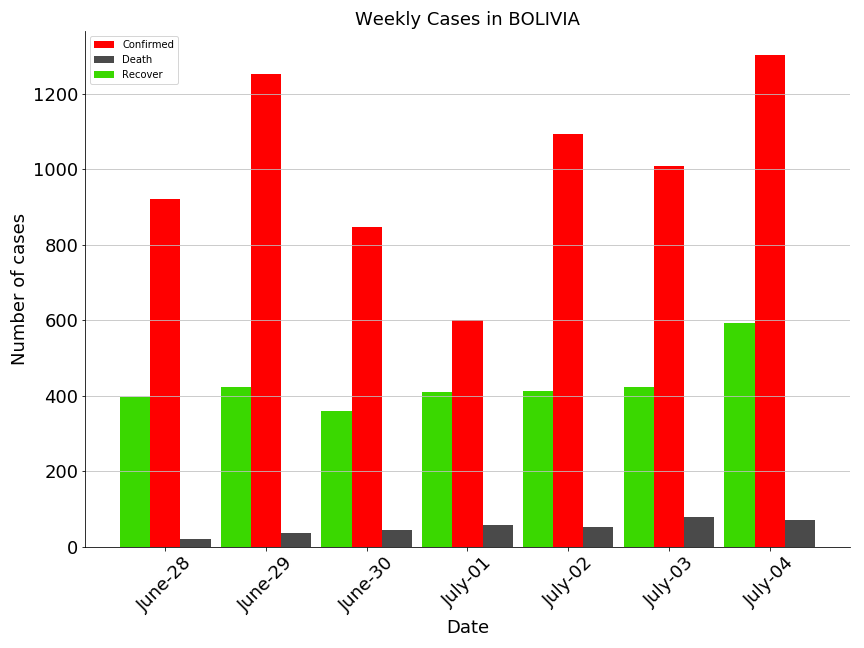 Weekly Cases in BOLIVIA
Confirmed
Death
Recover
Number of cases
1200
1000
800
600
400
200
0
June-28
June-29
June-30
July-01
July-02
July-03
July-04
Date